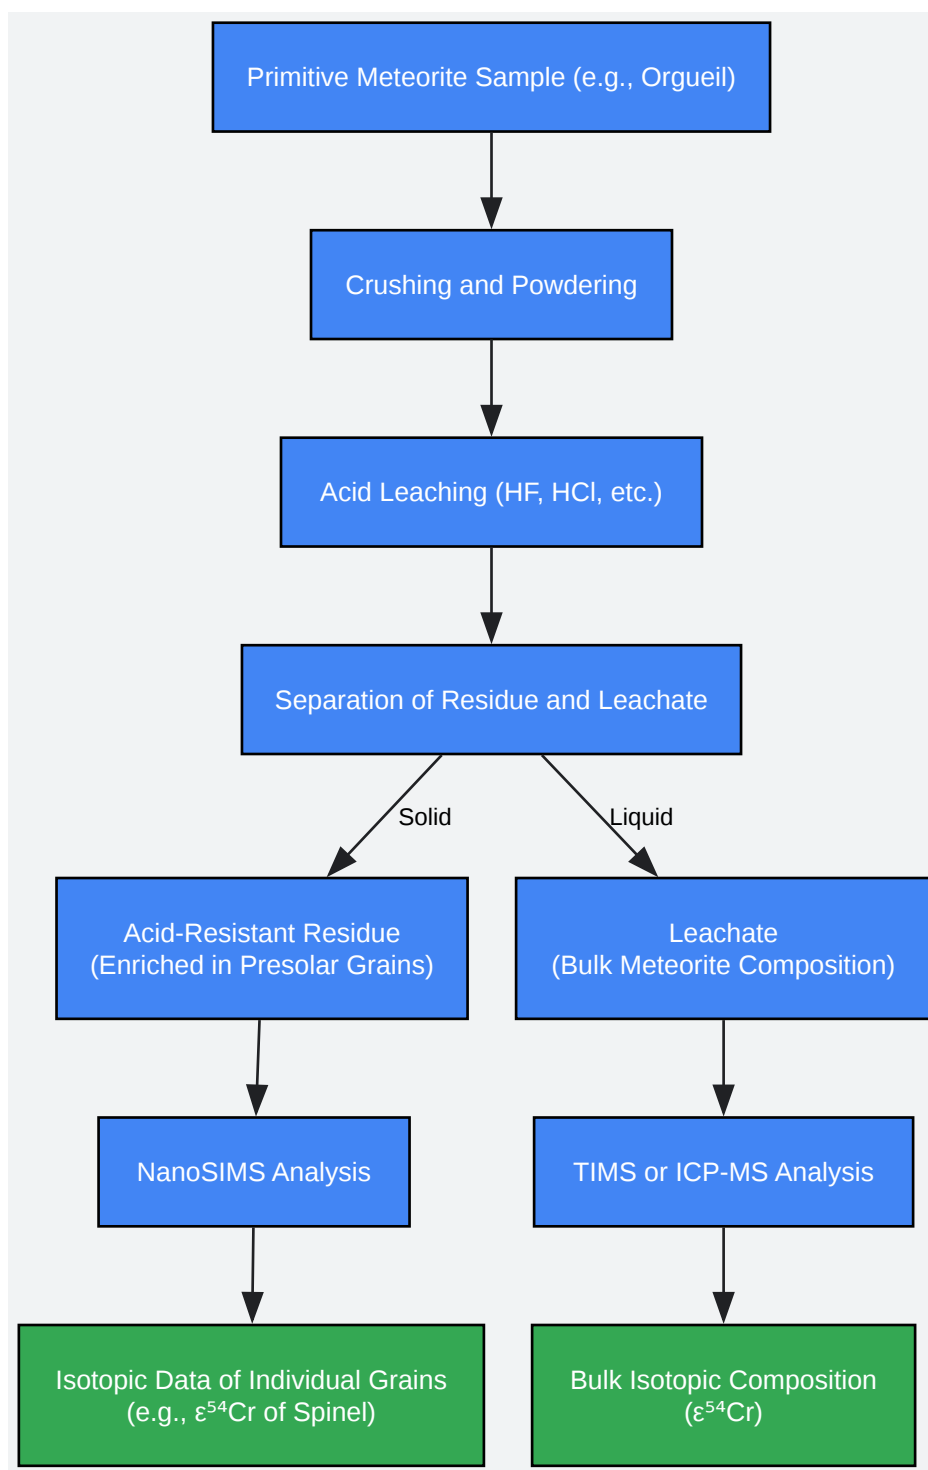 Primitive Meteorite Sample (e.g., Orgueil)
Crushing and Powdering
Acid Leaching (HF, HCl, etc.)
Separation of Residue and Leachate
Solid
Liquid
Acid-Resistant Residue
(Enriched in Presolar Grains)
Leachate
(Bulk Meteorite Composition)
NanoSIMS Analysis
TIMS or ICP-MS Analysis
Isotopic Data of Individual Grains
(e.g., ε⁵⁴Cr of Spinel)
Bulk Isotopic Composition
(ε⁵⁴Cr)